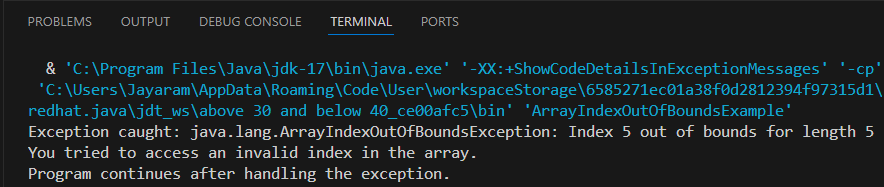 PROBLEMS OUTPUT DEBUG CONSOLE TERMINAL PORTS
& 'C:\Program Files\Java\jdk-17\bin\java.exe' '-XX:+ShowCodeDetailsInExceptionMessages' '-cp'
'C:\Users\Jayaram\AppData\Roaming\Code\User\workspaceStorage\6585271ec01a38f0d2812394f97315d1\
redhat.java\jdt_ws\above 30 and below 40_ce00afc5\bin' 'ArrayIndexOutOfBoundsExample'
Exception caught: java.lang.ArrayIndexOutOfBoundsException: Index 5 out of bounds for length 5
You tried to access an invalid index in the array.
Program continues after handling the exception.